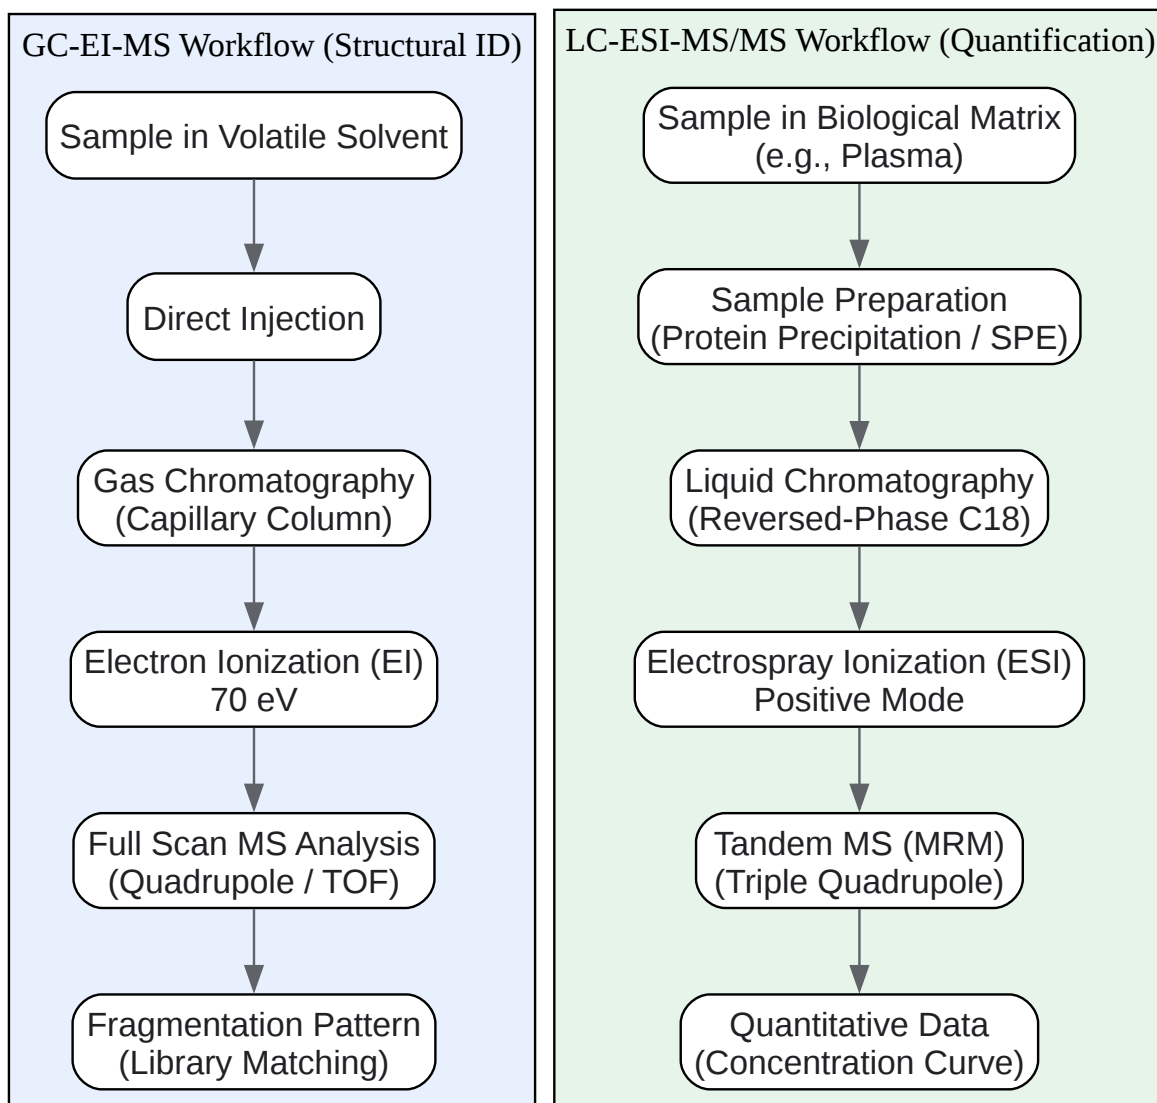 GC-EI-MS Workflow (Structural ID)
Sample in Volatile Solvent
Direct Injection
Gas Chromatography
(Capillary Column)
Electron Ionization (EI)
70 eV
Full Scan MS Analysis
(Quadrupole / TOF)
Fragmentation Pattern
(Library Matching)
LC-ESI-MS/MS Workflow (Quantification)
Sample in Biological Matrix
(e.g., Plasma)
Sample Preparation
(Protein Precipitation / SPE)
Liquid Chromatography
(Reversed-Phase C18)
Electrospray Ionization (ESI)
Positive Mode
Tandem MS (MRM)
(Triple Quadrupole)
Quantitative Data
(Concentration Curve)